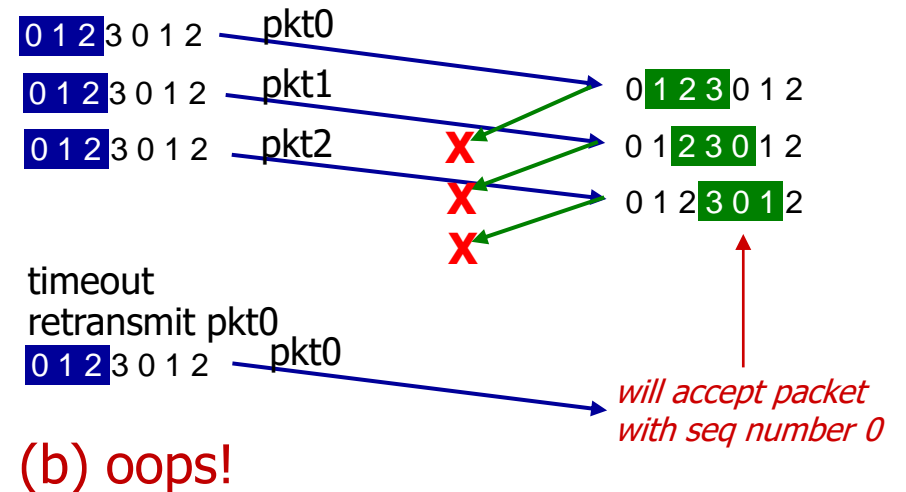 0 1 2 3 0 1 2 pkt0
0 1 2 3 0 1 2
0 1 2 3 0 1 2 pkt1
X
0 1 2 3 0 1 2
0 1 2 3 0 1 2 pkt2
X
0 1 2 3 0 1 2
X
timeout
retransmit pkt0
0 1 2 3 0 1 2 pkt0
will accept packet
with seq number 0
(b) oops!